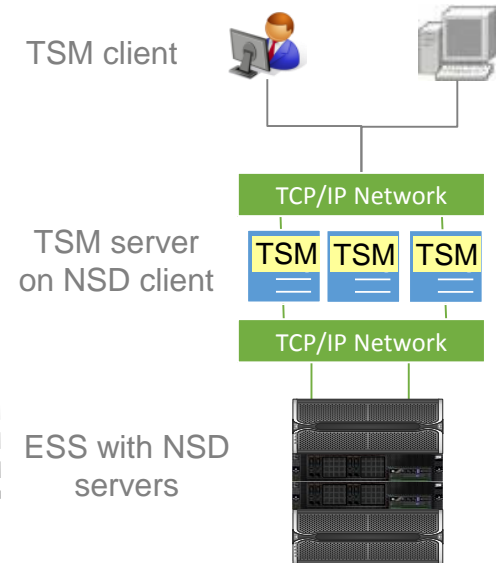 TSM client
TCP/IP Network
TSM server
on NSD client
TSM TSM TSM
TCP/IP Network
ESS with NSD
servers